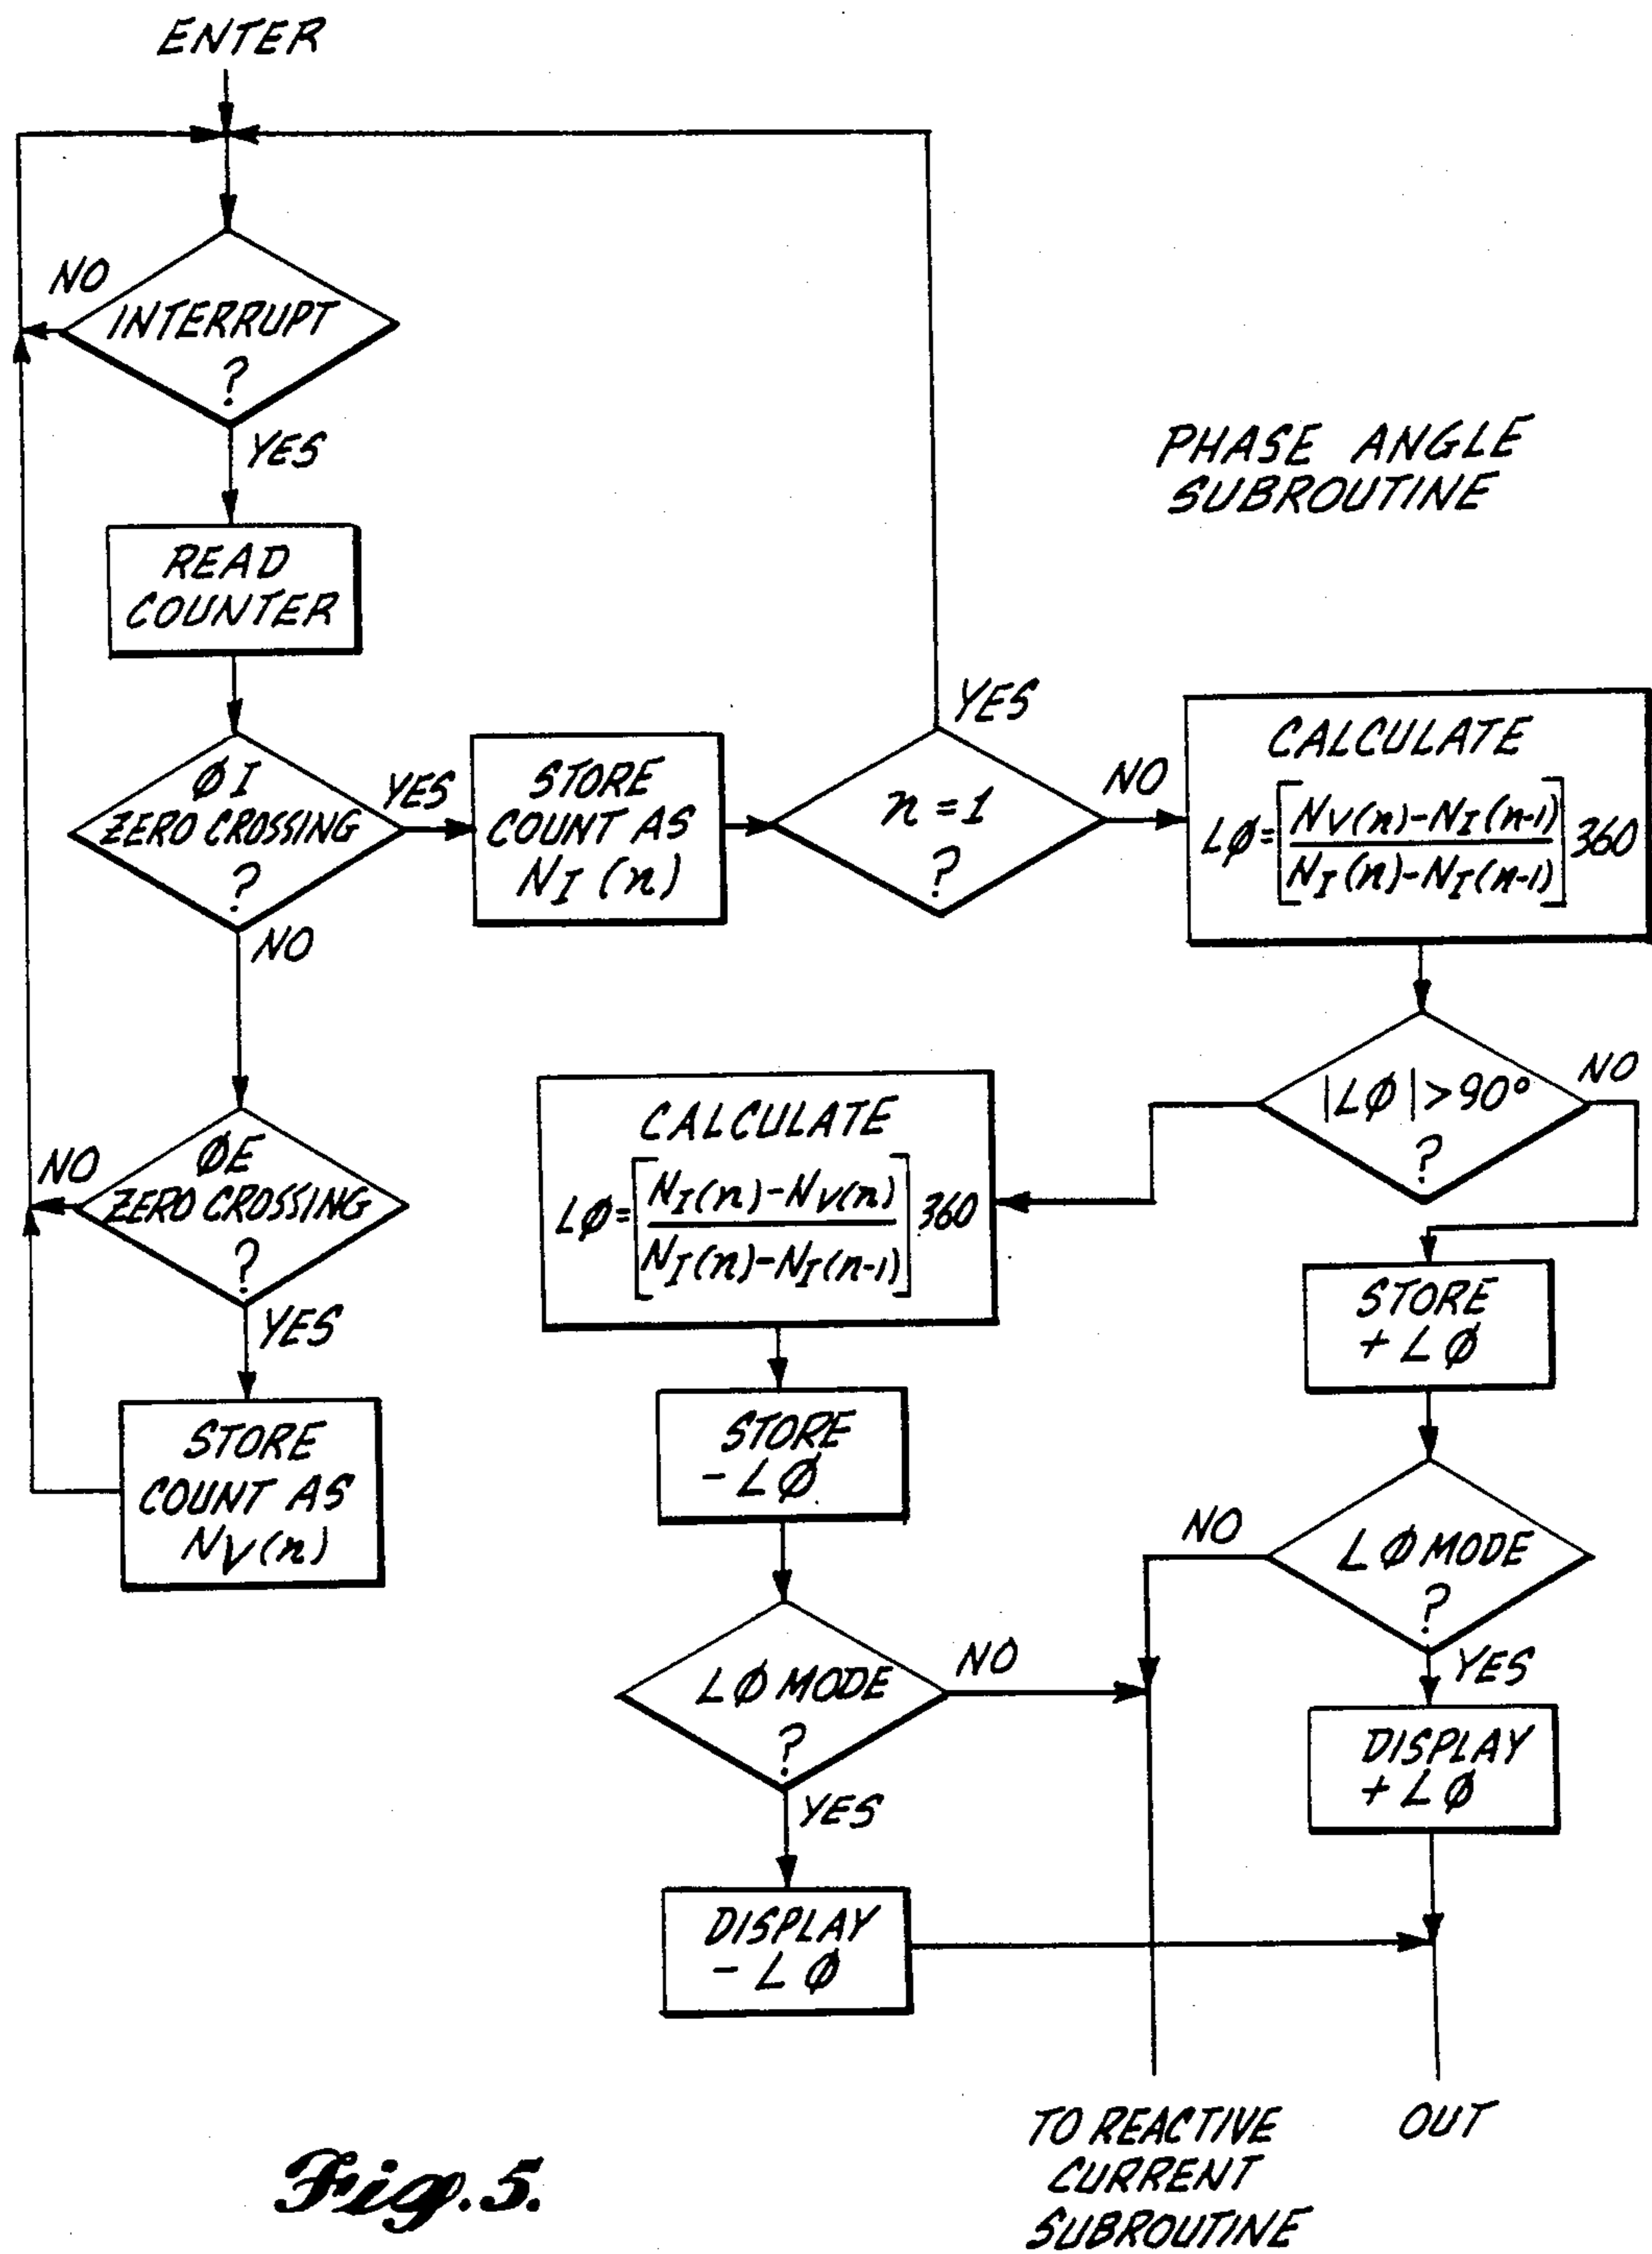 ENTER
NO
INTERRUPT
?
YES
PHASE ANGLE
SUBROUTINE
READ
COUNTER
ØI
ZERO CROSSING
?
YES
NO
STORE
COUNT AS
N_I (n)
n = 1
?
YES
NO
CALCULATE
LØ = [N_V(n)-N_I(n-1) / N_I(n)-N_I(n-1)] 360
|LØ| > 90°
?
NO
CALCULATE
LØ = [N_I(n)-N_V(n) / N_I(n)-N_I(n-1)] 360
NO
ØE
ZERO CROSSING
?
YES
STORE
COUNT AS
N_V(n)
STORE
- LØ
STORE
+ LØ
LØ MODE
?
NO
YES
LØ MODE
?
NO
YES
DISPLAY
- LØ
DISPLAY
+ LØ
TO REACTIVE
CURRENT
SUBROUTINE
OUT
Fig. 5.